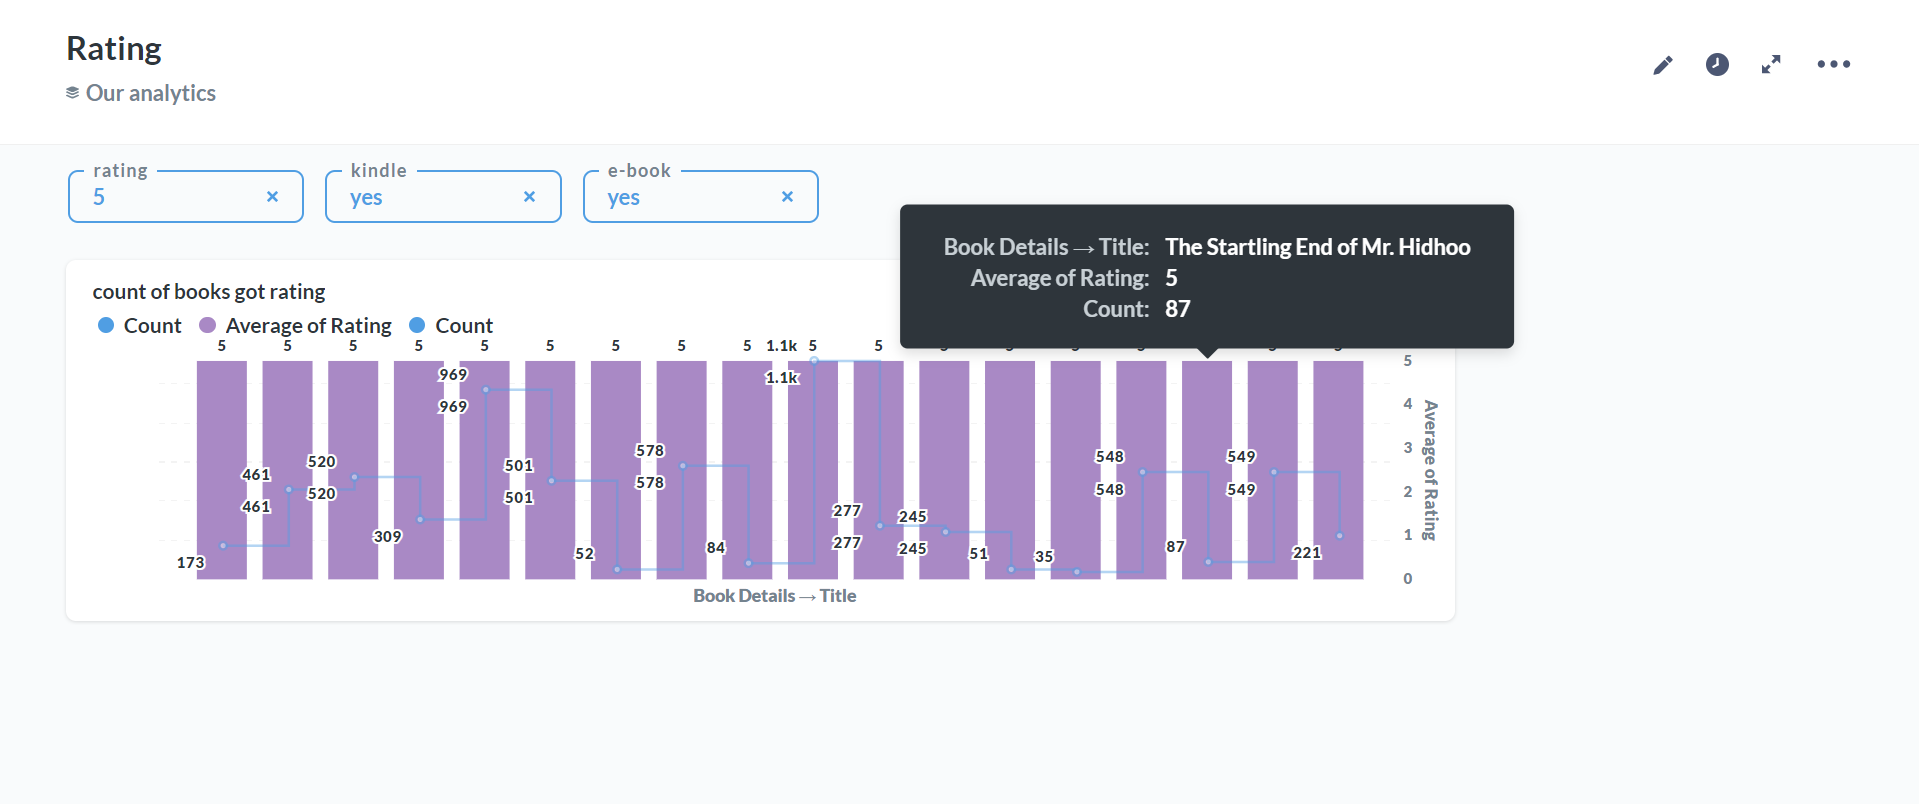 Rating
Our analytics
rating
5
kindle
yes
e-book
yes
Book Details → Title: The Startling End of Mr. Hidhoo
Average of Rating: 5
Count: 87
count of books got rating
Count Average of Rating Count
5 5 5 5 5 5 5 5 5 1.1k 5 5
5
969
1.1k
4
969
578
548
549
3
520
501
461
578
520
548
549
2
501
461
277
245
309
277
1
87
84
245
221
52
51
35
173
0
Average of Rating
Book Details → Title